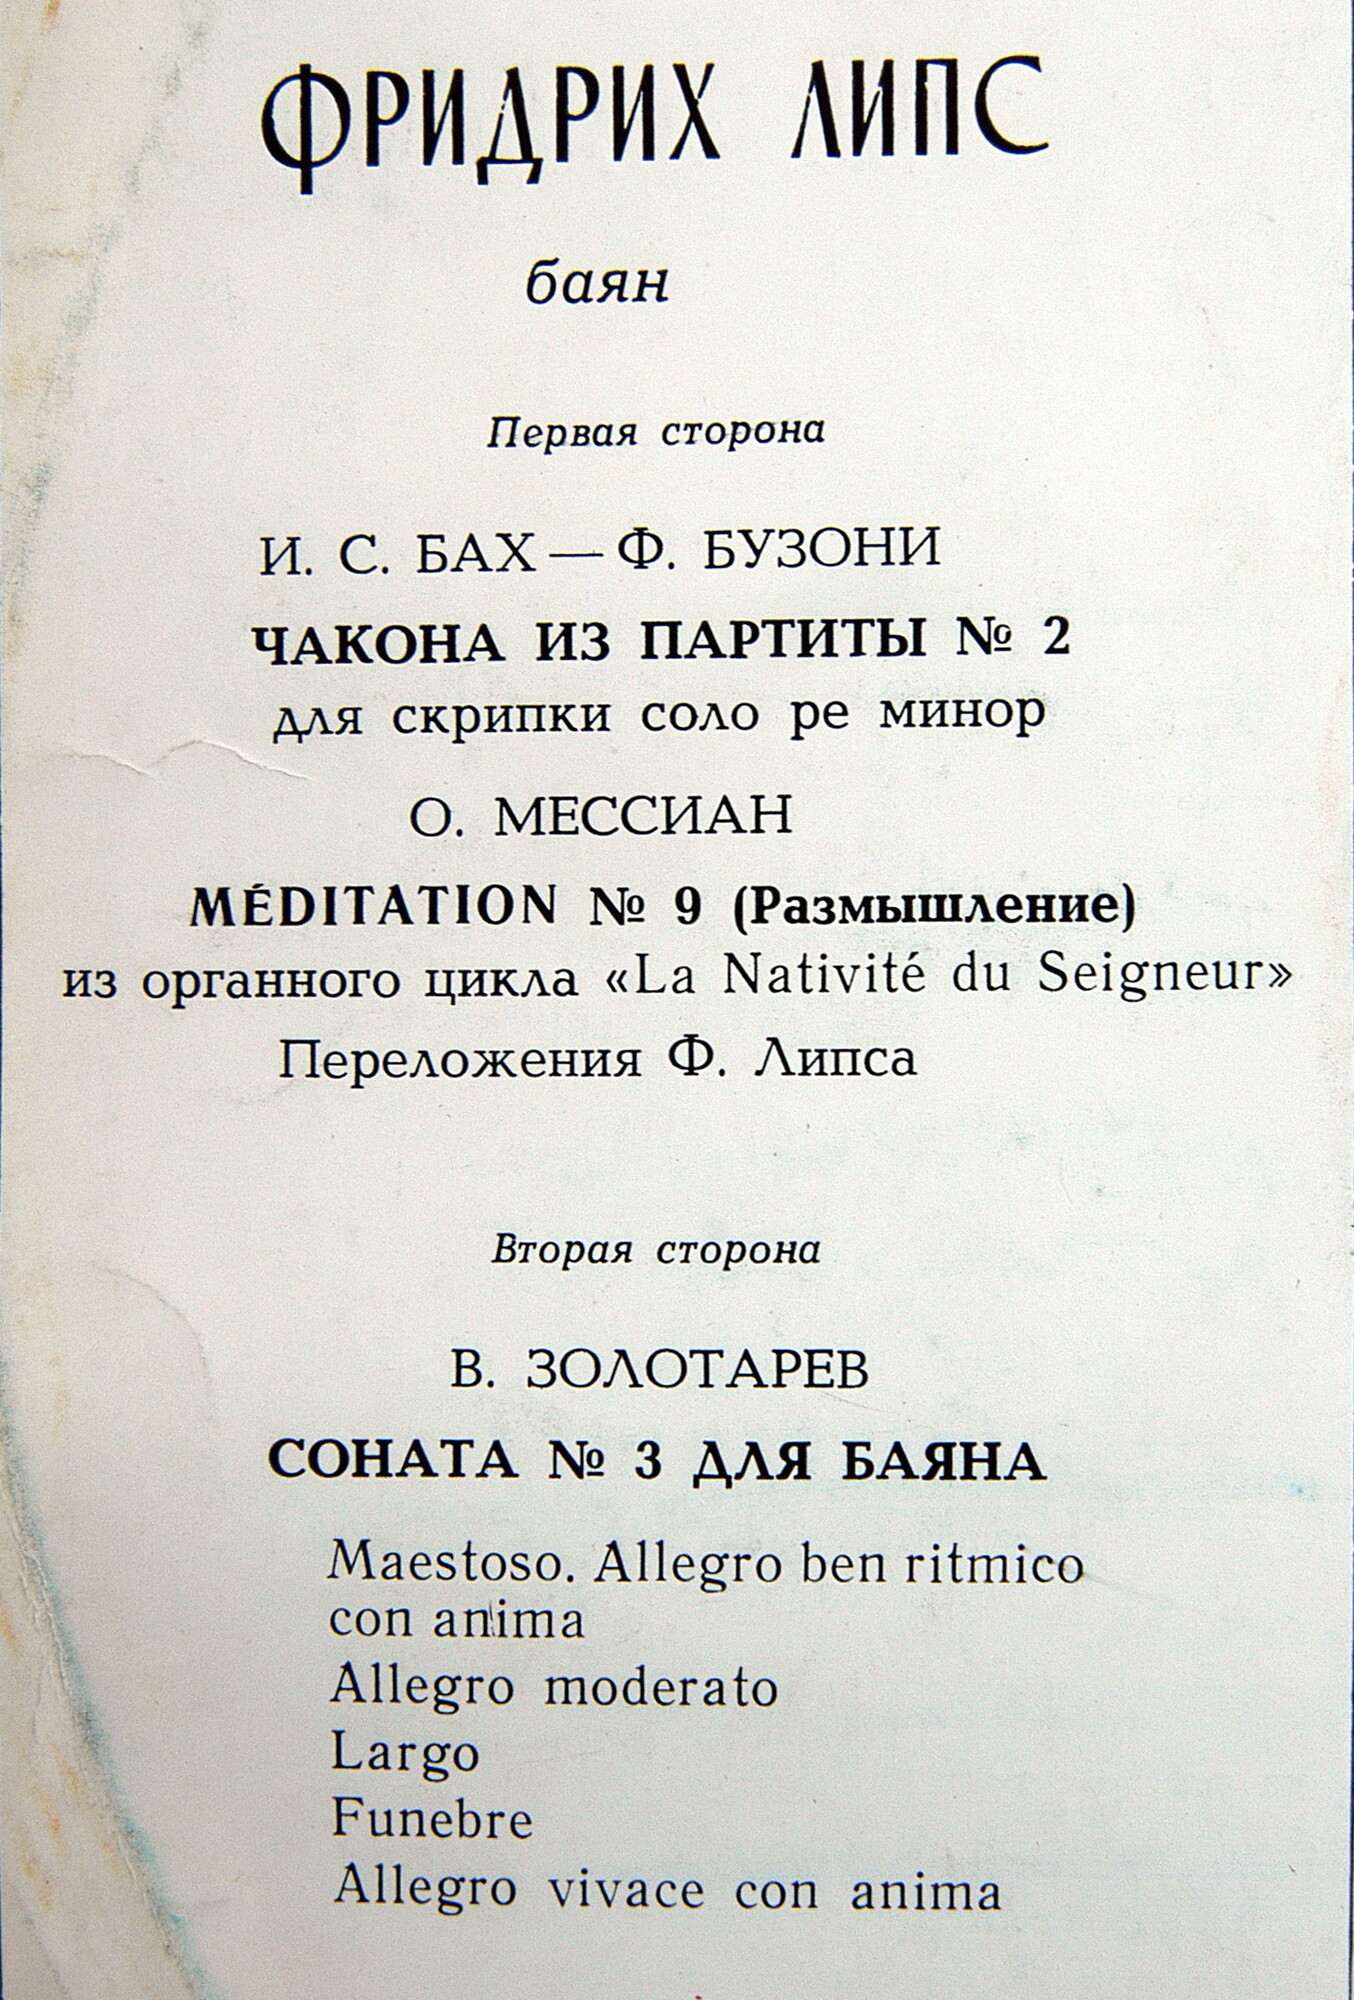 ФРИДРИХ ЛИПС
баян
Первая сторона
И. С. БАХ — Ф. БУЗОНИ
ЧАКОНА ИЗ ПАРТИТЫ № 2
для скрипки соло ре минор
О. МЕССИАН
MÉDITATION № 9 (Размышление)
из органного цикла «La Nativité du Seigneur»
Переложения Ф. Липса
Вторая сторона
В. ЗОЛОТАРЕВ
СОНАТА № 3 ДЛЯ БАЯНА
Maestoso. Allegro ben ritmico
con anima
Allegro moderato
Largo
Funebre
Allegro vivace con anima